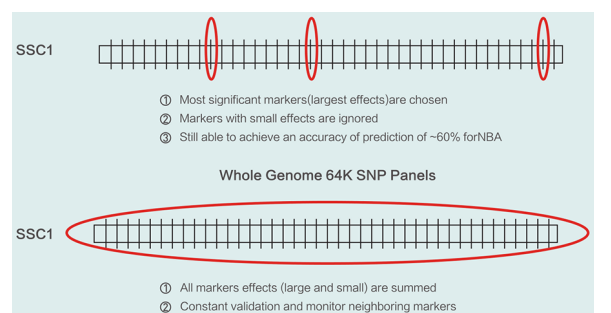 SSC1
① Most significant markers(largest effects)are chosen
② Markers with small effects are ignored
③ Still able to achieve an accuracy of prediction of ~60% forNBA
Whole Genome 64K SNP Panels
SSC1
① All markers effects (large and small) are summed
② Constant validation and monitor neighboring markers